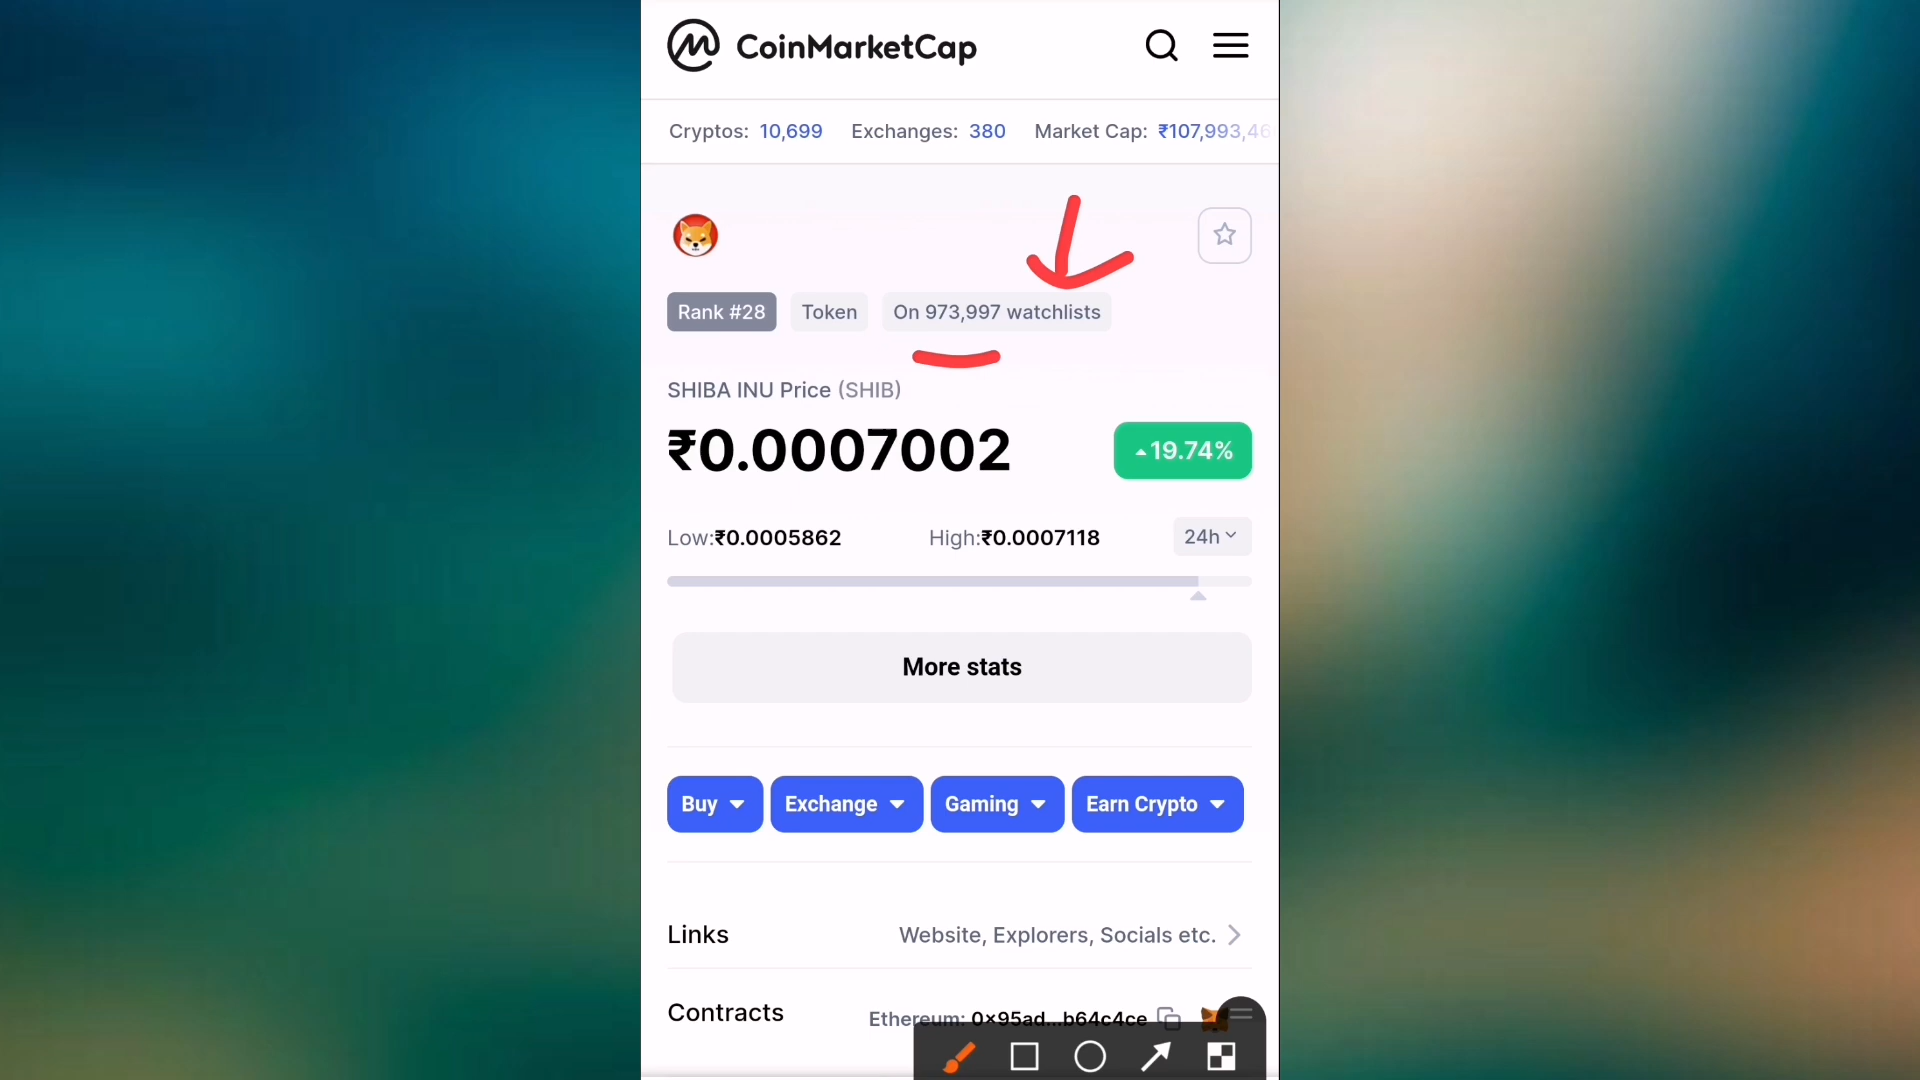 CoinMarketCap
Cryptos: 10,699 Exchanges: 380 Market Cap: ₹107,993,46
Rank #28 Token On 973,997 watchlists
SHIBA INU Price (SHIB)
₹0.0007002 19.74%
Low:₹0.0005862 High:₹0.0007118 24h
More stats
Buy Exchange Gaming Earn Crypto
Links Website, Explorers, Socials etc.
Contracts Ethereum: 0x95ad...b64c4ce